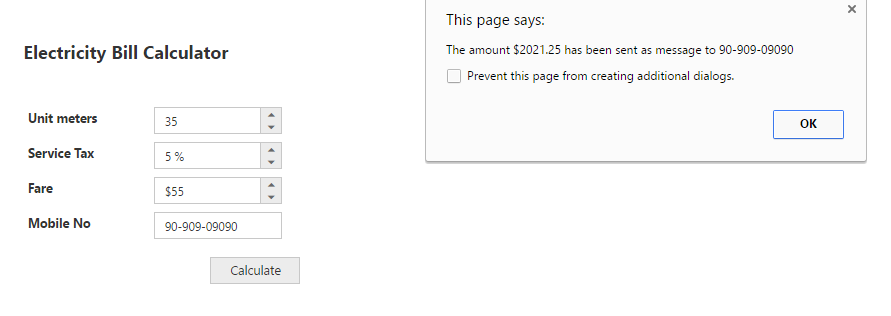 Electricity Bill Calculator
Unit meters 35
Service Tax 5 %
Fare $55
Mobile No 90-909-09090
Calculate
This page says:
The amount $2021.25 has been sent as message to 90-909-09090
Prevent this page from creating additional dialogs.
OK